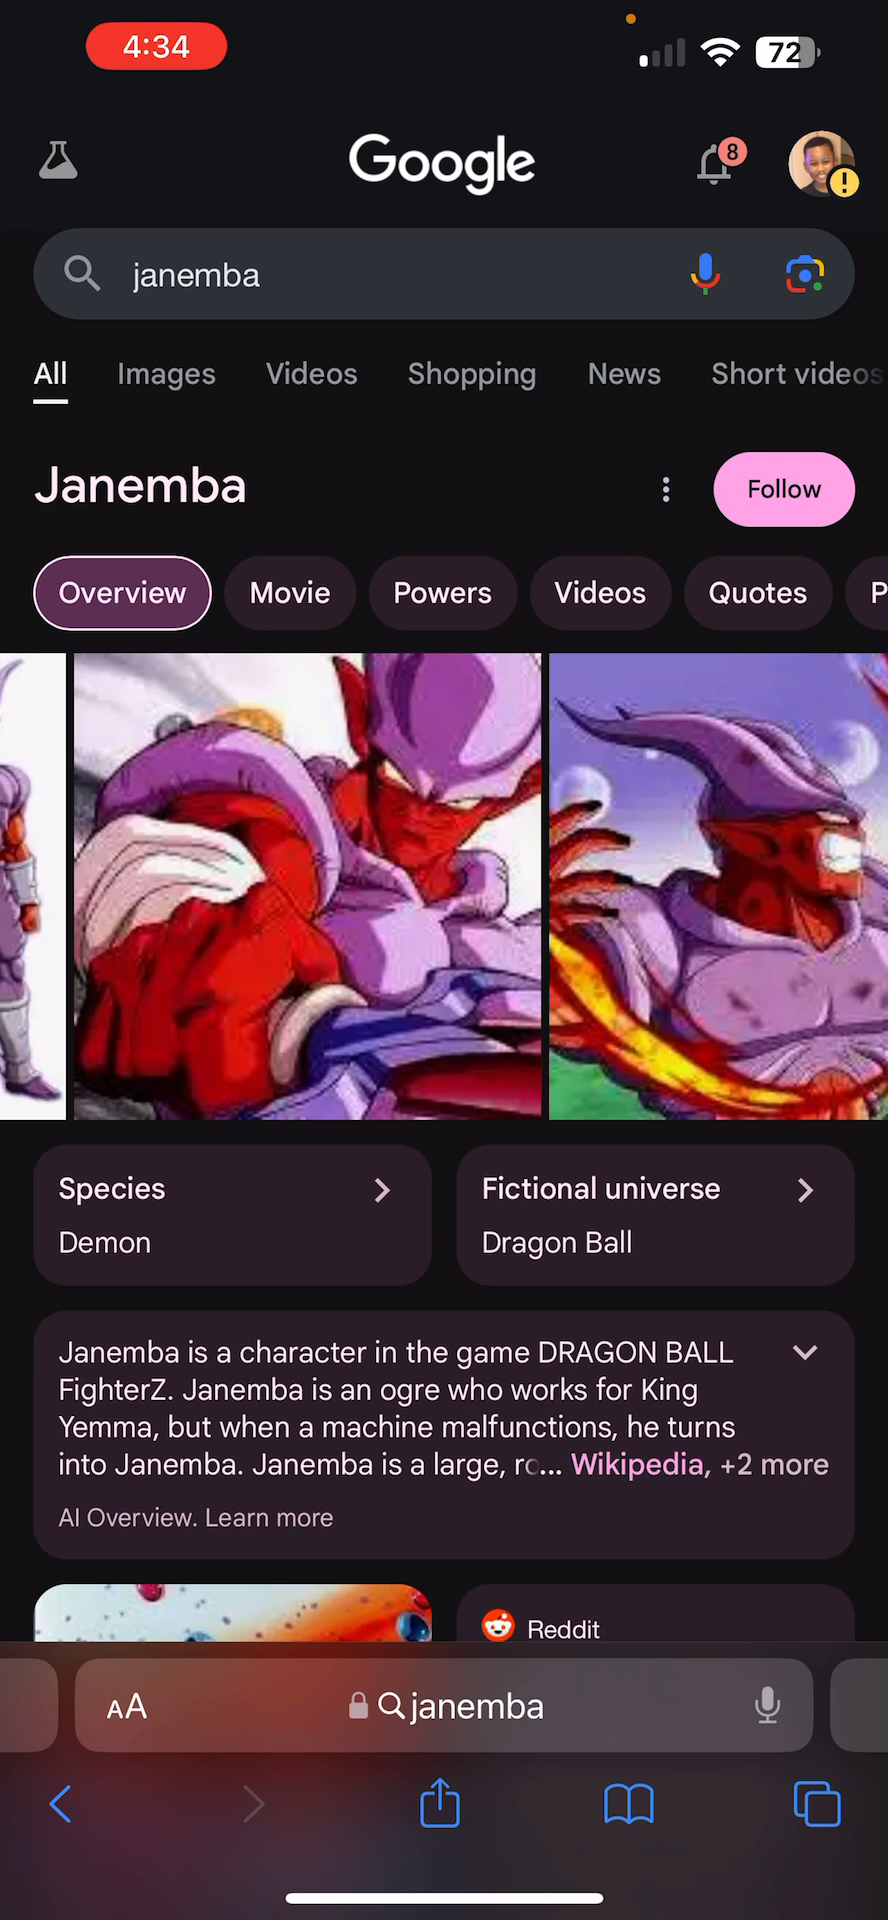 4:34
72
Google
8
janemba
All Images Videos Shopping News Short videos
Janemba
Follow
Overview Movie Powers Videos Quotes P
Species
Demon
Fictional universe
Dragon Ball
Janemba is a character in the game DRAGON BALL
FighterZ. Janemba is an ogre who works for King
Yemma, but when a machine malfunctions, he turns
into Janemba. Janemba is a large, ro... Wikipedia, +2 more
AI Overview. Learn more
Reddit
AA janemba